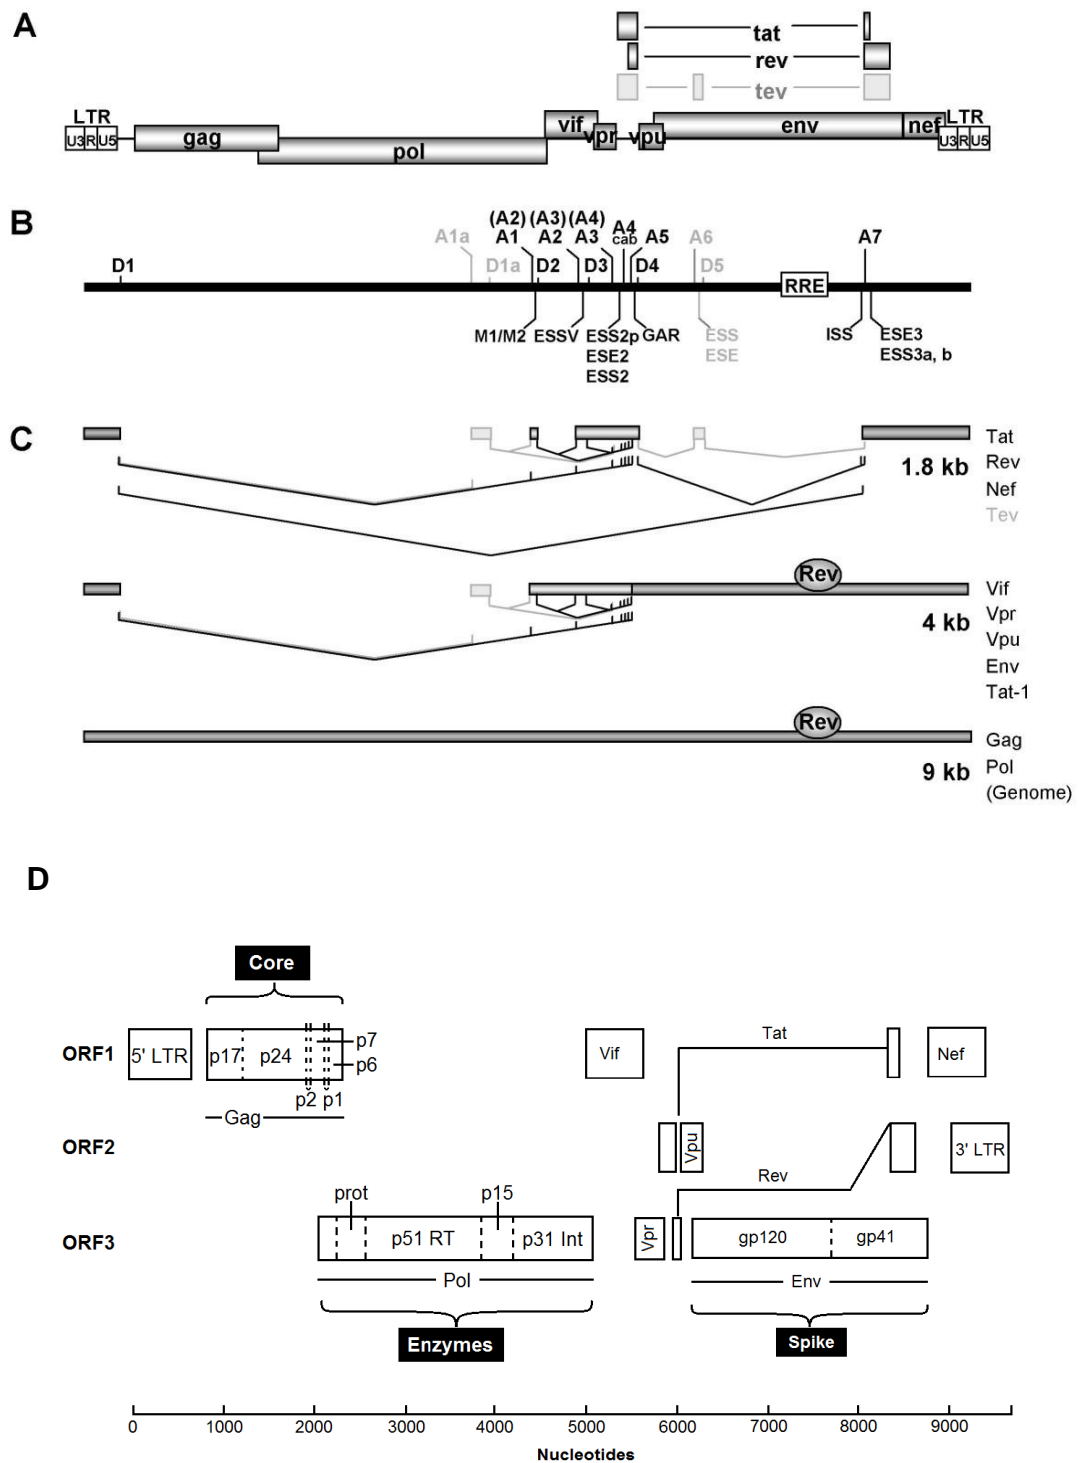 A
tat
rev
tev
LTR
U3 R U5
gag
pol
vif
vpr
vpu
env
nef
LTR
U3 R U5
B
(A2) (A3) (A4)
A1a A1 A2 A3 A4 A5 A6 A7
cab
D1 D1a D2 D3 D4 D5
RRE
M1/M2 ESSV ESS2p GAR ESS ISS ESE3
ESE2 ESE ESS3a, b
ESS2
C
Tat
1.8 kb Rev
Nef
Tev
Rev
Vif
4 kb Vpr
Vpu
Env
Tat-1
Rev
Gag
9 kb Pol
(Genome)
D
Core
ORF1
5' LTR p17 p24 p7
p6
p2 p1
Gag
Vif
Tat
Nef
ORF2
Vpu
3' LTR
Rev
ORF3
prot p15
p51 RT p31 Int
Pol
Enzymes
Vpr
gp120 gp41
Env
Spike
0 1000 2000 3000 4000 5000 6000 7000 8000 9000
Nucleotides